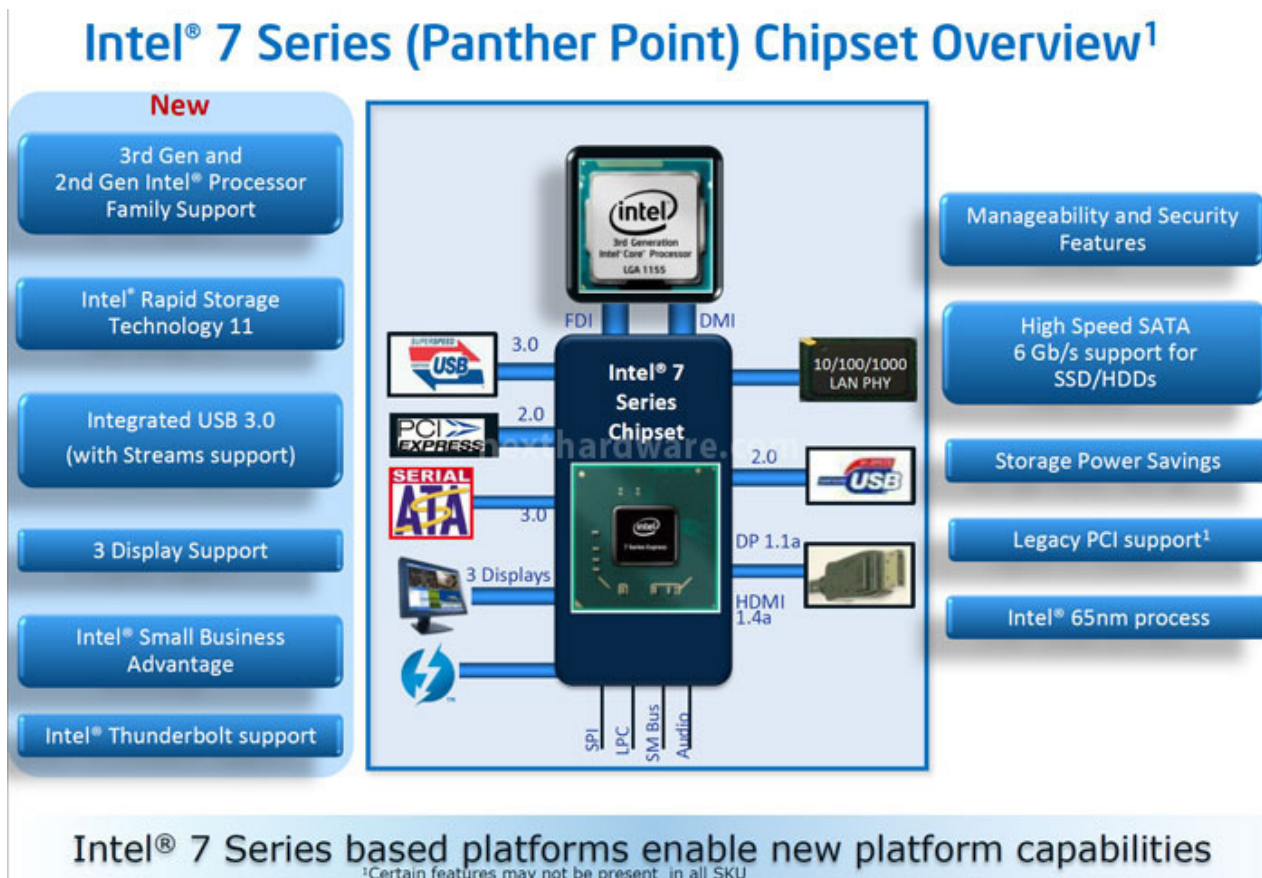 Intel® 7 Series (Panther Point) Chipset Overview¹
New
3rd Gen and
2nd Gen Intel® Processor
Family Support
Intel® Rapid Storage
Technology 11
Integrated USB 3.0
(with Streams support)
3 Display Support
Intel® Small Business
Advantage
Intel® Thunderbolt support
intel
3rd Generation
Intel® Core™ Processor
LGA 1155
FDI
DMI
SUPERSPEED
USB
3.0
PCI
EXPRESS
2.0
SERIAL
ATA
3.0
3 Displays
TM
Intel® 7
Series
Chipset
nexthardware.com
intel
7 Series Express
10/100/1000
LAN PHY
2.0
USB
DP 1.1a
HDMI
1.4a
SPI
LPC
SM Bus
Audio
Manageability and Security
Features
High Speed SATA
6 Gb/s support for
SSD/HDDs
Storage Power Savings
Legacy PCI support¹
Intel® 65nm process
Intel® 7 Series based platforms enable new platform capabilities
¹Certain features may not be present in all SKU